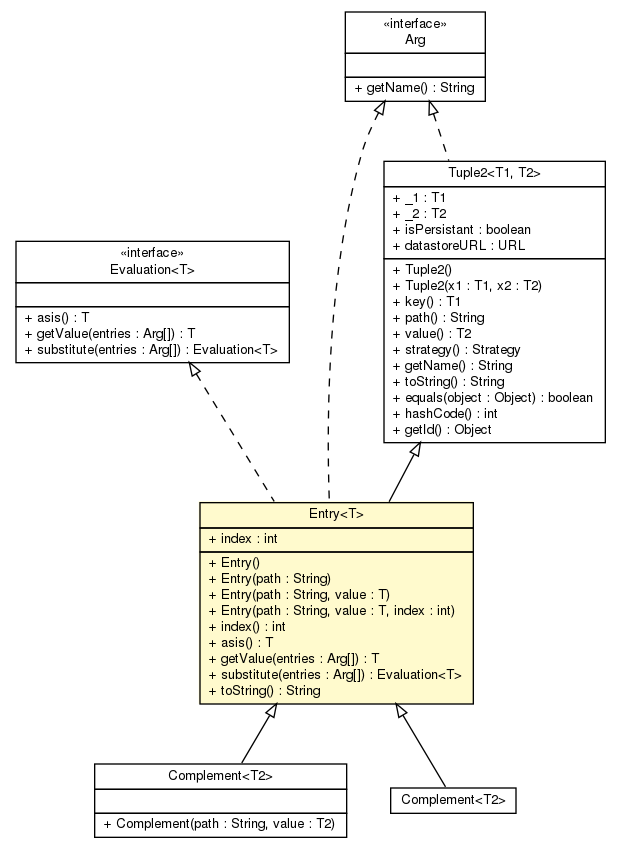 «interface»
Arg
+ getName() : String
Tuple2<T1, T2>
+ _1 : T1
+ _2 : T2
+ isPersistant : boolean
+ datastoreURL : URL
+ Tuple2()
+ Tuple2(x1 : T1, x2 : T2)
+ key() : T1
+ path() : String
+ value() : T2
+ strategy() : Strategy
+ getName() : String
+ toString() : String
+ equals(object : Object) : boolean
+ hashCode() : int
+ getId() : Object
«interface»
Evaluation<T>
+ asis() : T
+ getValue(entries : Arg[]) : T
+ substitute(entries : Arg[]) : Evaluation<T>
Entry<T>
+ index : int
+ Entry()
+ Entry(path : String)
+ Entry(path : String, value : T)
+ Entry(path : String, value : T, index : int)
+ index() : int
+ asis() : T
+ getValue(entries : Arg[]) : T
+ substitute(entries : Arg[]) : Evaluation<T>
+ toString() : String
Complement<T2>
+ Complement(path : String, value : T2)
Complement<T2>